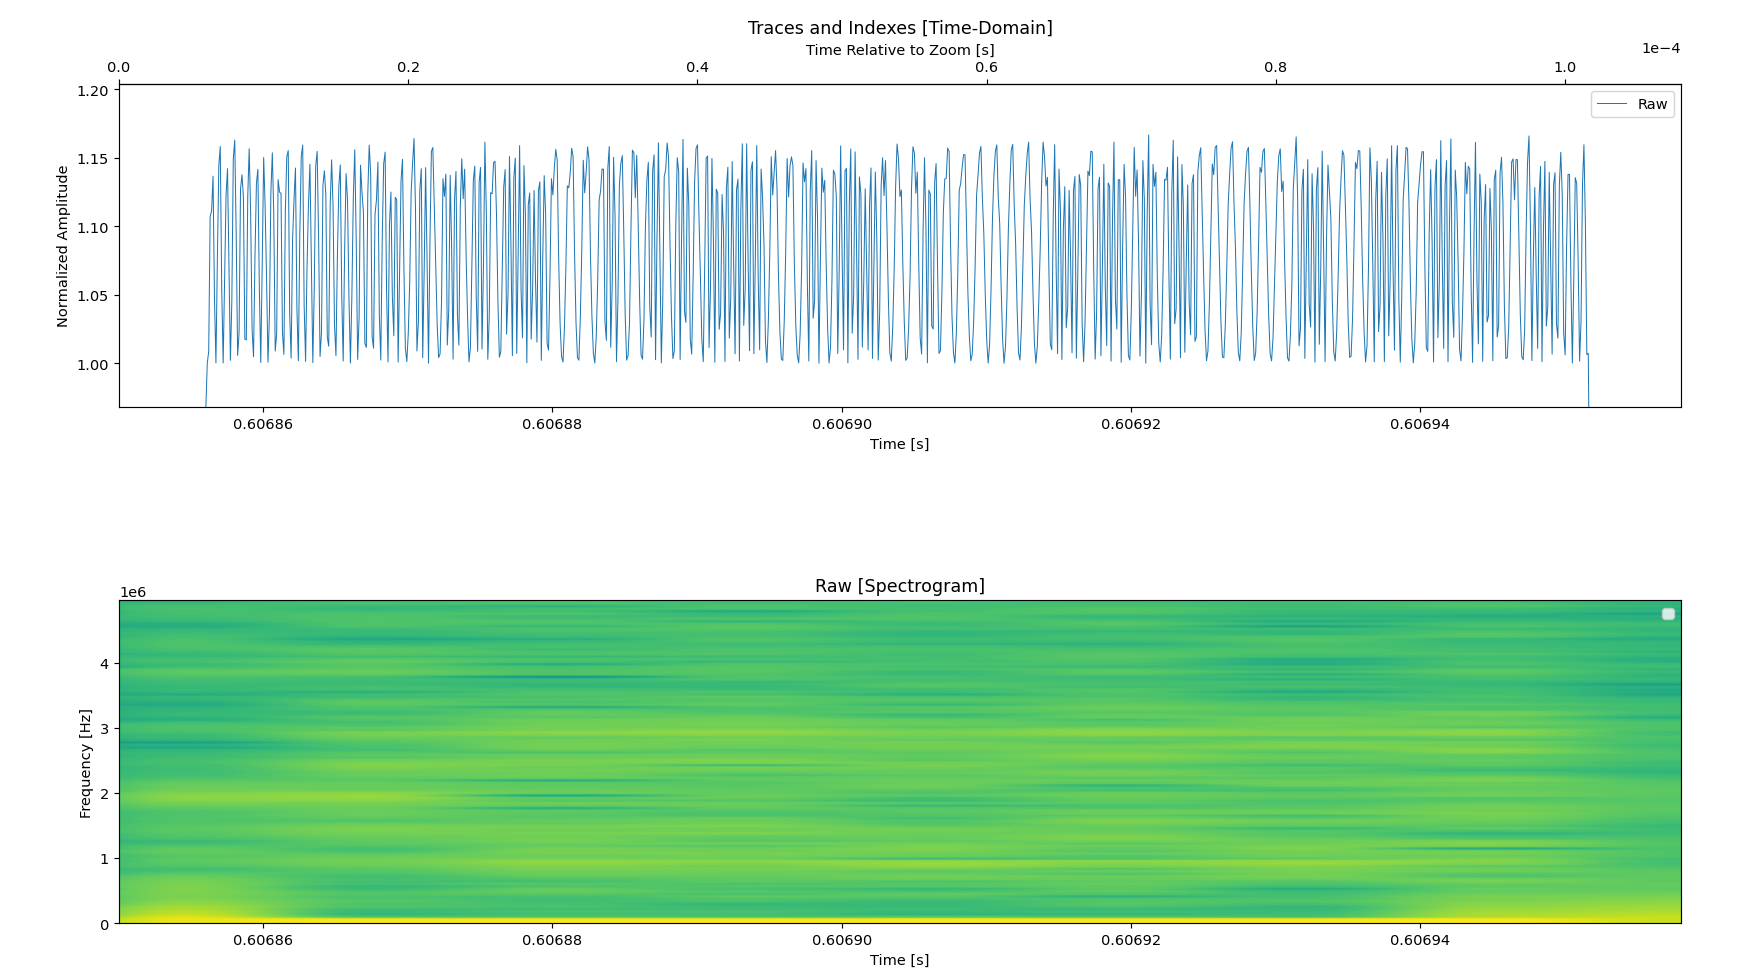 Traces and Indexes [Time-Domain]
Time Relative to Zoom [s]
1e−4
0.0 0.2 0.4 0.6 0.8 1.0
Raw
Normalized Amplitude
1.20
1.15
1.10
1.05
1.00
0.60686 0.60688 0.60690 0.60692 0.60694
Time [s]
Raw [Spectrogram]
1e6
Frequency [Hz]
4
3
2
1
0
0.60686 0.60688 0.60690 0.60692 0.60694
Time [s]